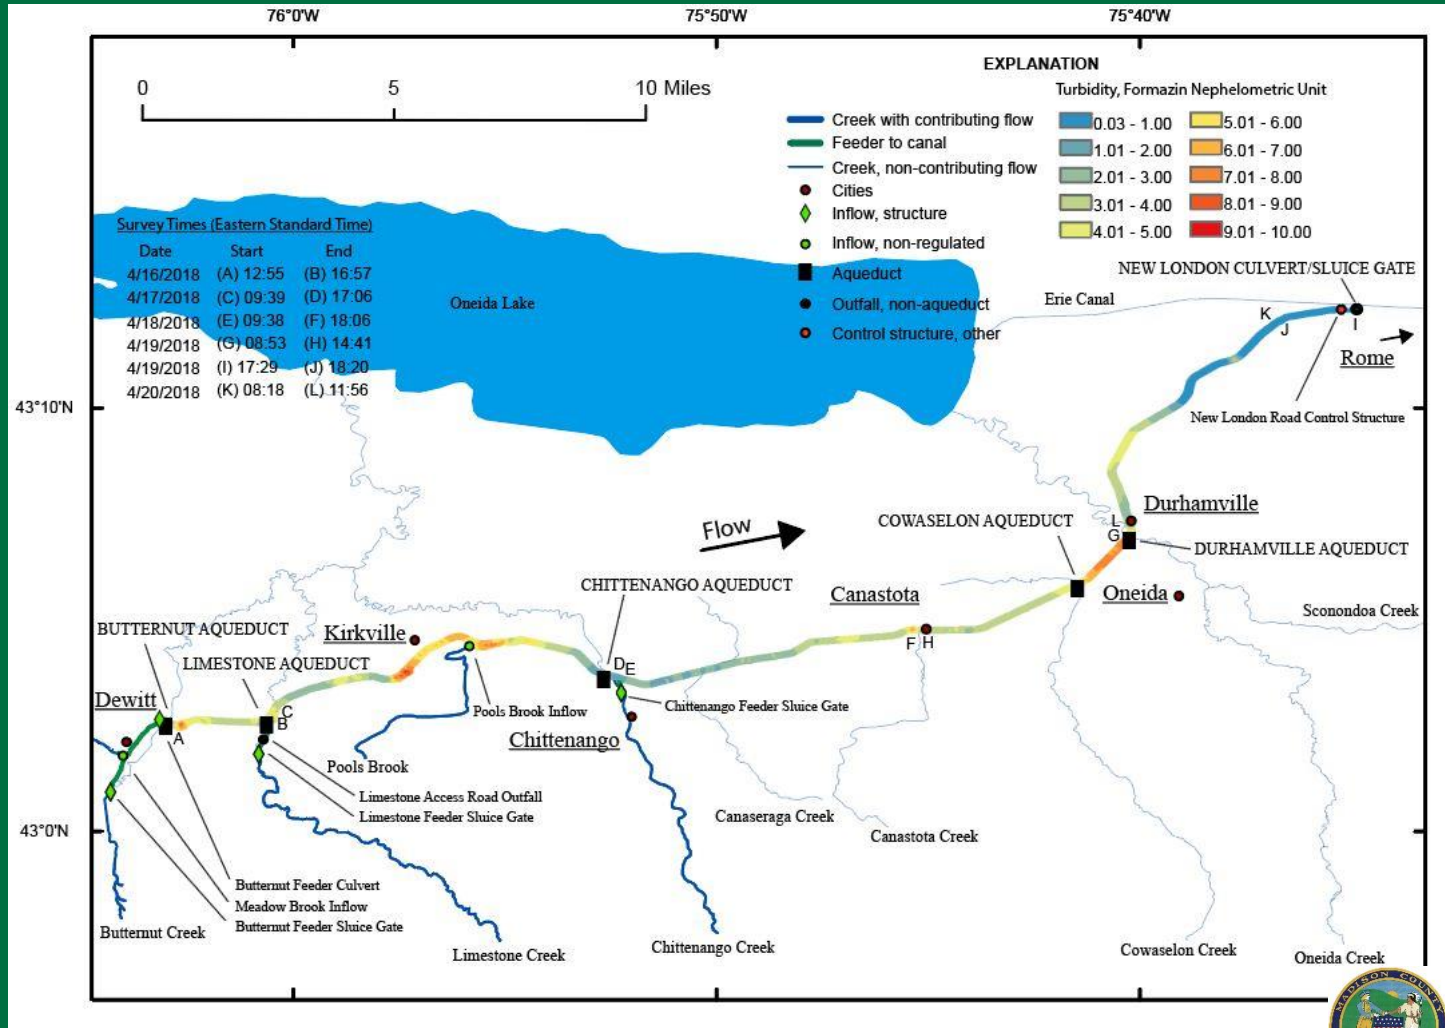 76°0'W 75°50'W 75°40'W
0 5 10 Miles
EXPLANATION
Turbidity, Formazin Nephelometric Unit
Creek with contributing flow
Feeder to canal
Creek, non-contributing flow
Cities
Inflow, structure
Inflow, non-regulated
Aqueduct
Outfall, non-aqueduct
Control structure, other
0.03 - 1.00 5.01 - 6.00
1.01 - 2.00 6.01 - 7.00
2.01 - 3.00 7.01 - 8.00
3.01 - 4.00 8.01 - 9.00
4.01 - 5.00 9.01 - 10.00
Survey Times (Eastern Standard Time)
Date Start End
4/16/2018 (A) 12:55 (B) 16:57
4/17/2018 (C) 09:39 (D) 17:06
4/18/2018 (E) 09:38 (F) 18:06
4/19/2018 (G) 08:53 (H) 14:41
4/19/2018 (I) 17:29 (J) 18:20
4/20/2018 (K) 08:18 (L) 11:56
Oneida Lake
NEW LONDON CULVERT/SLUICE GATE
Erie Canal
K
J
I
Rome
43°10'N
New London Road Control Structure
Durhamville
L
G
COWASELON AQUEDUCT
Flow
DURHAMVILLE AQUEDUCT
CHITTENANGO AQUEDUCT
Canastota
Oneida
Sconondoa Creek
BUTTERNUT AQUEDUCT
Kirkville
F H
LIMESTONE AQUEDUCT
D E
Dewitt
Pools Brook Inflow
Chittenango Feeder Sluice Gate
C
B
A
Chittenango
Pools Brook
Limestone Access Road Outfall
Limestone Feeder Sluice Gate
Canaseraga Creek
Canastota Creek
43°0'N
Butternut Feeder Culvert
Meadow Brook Inflow
Butternut Feeder Sluice Gate
Butternut Creek
Limestone Creek
Chittenango Creek
Cowaselon Creek
Oneida Creek
MADISON COUNTY